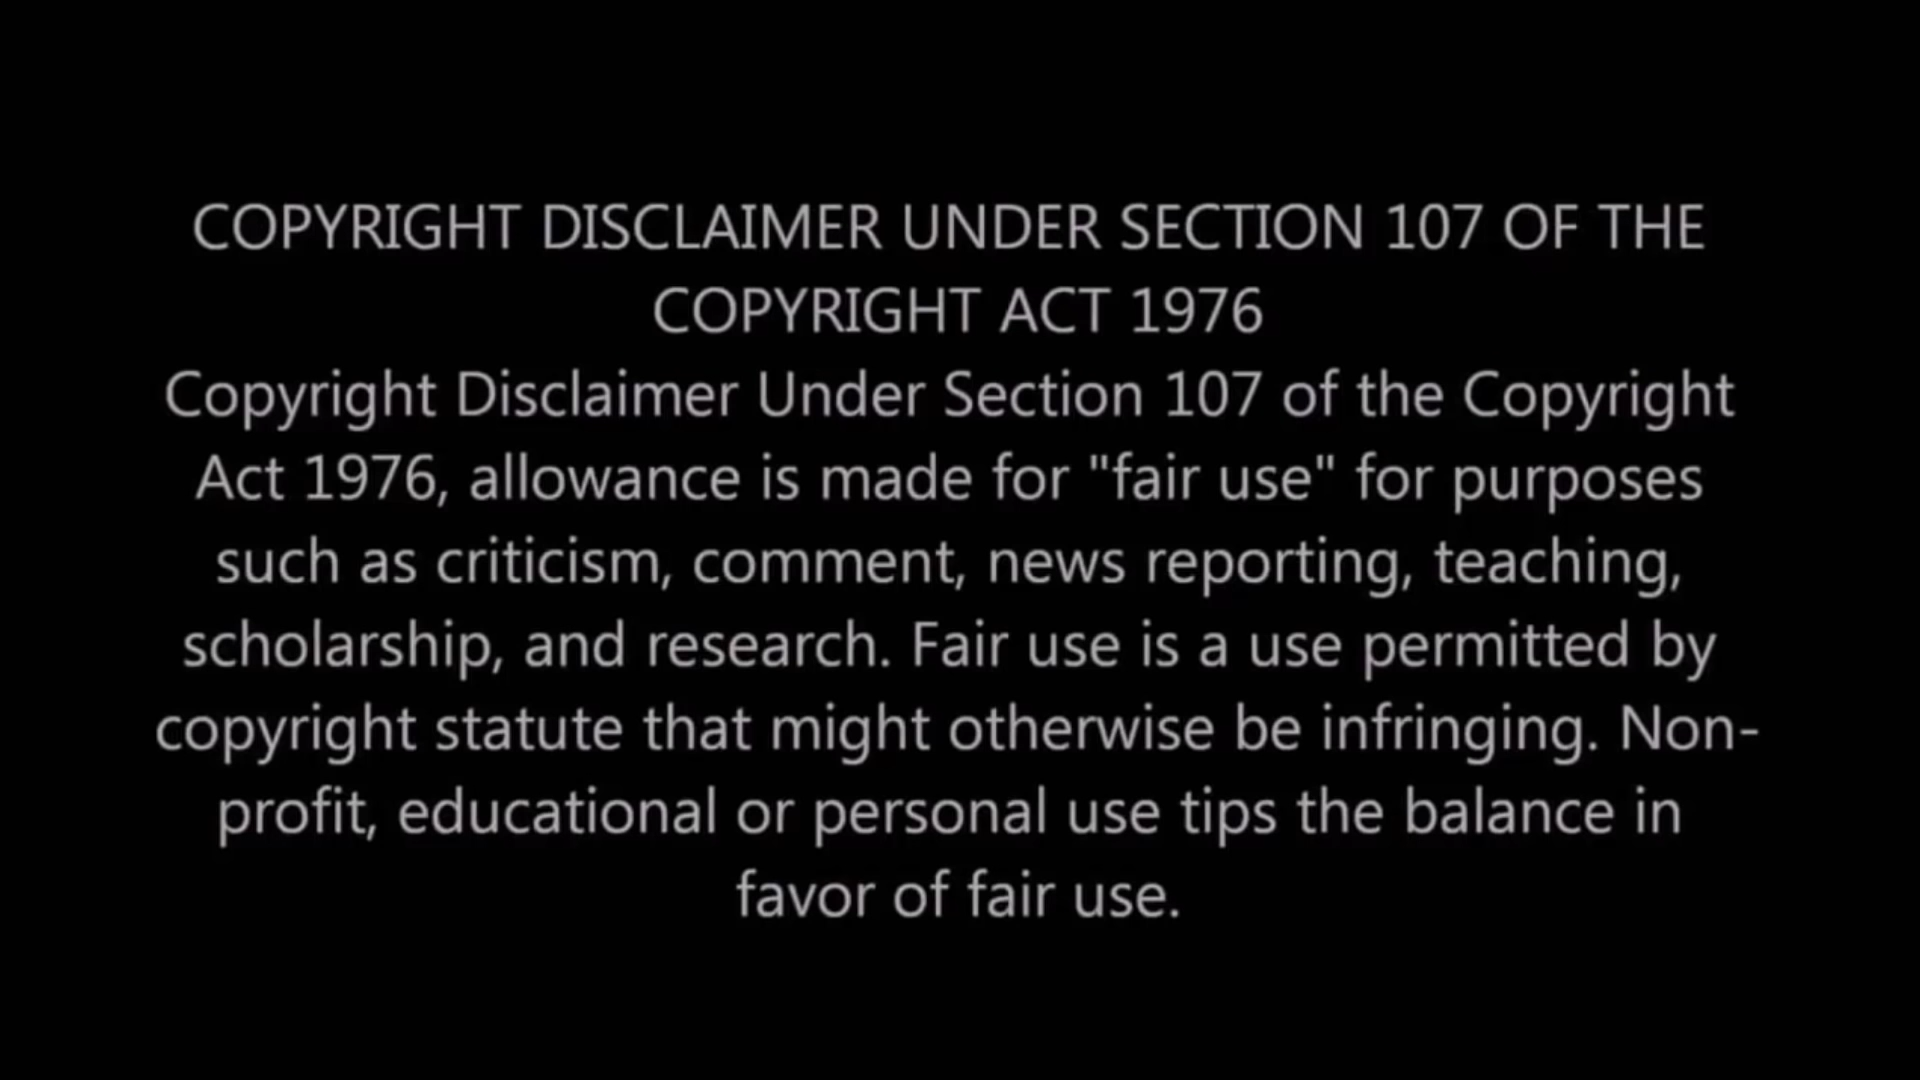 COPYRIGHT DISCLAIMER UNDER SECTION 107 OF THE
COPYRIGHT ACT 1976
Copyright Disclaimer Under Section 107 of the Copyright
Act 1976, allowance is made for "fair use" for purposes
such as criticism, comment, news reporting, teaching,
scholarship, and research. Fair use is a use permitted by
copyright statute that might otherwise be infringing. Non-
profit, educational or personal use tips the balance in
favor of fair use.